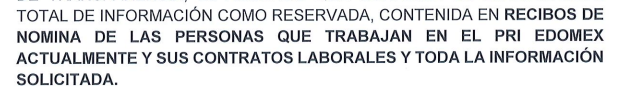 TOTAL DE INFORMACIÓN COMO RESERVADA, CONTENIDA EN RECIBOS DE
NOMINA DE LAS PERSONAS QUE TRABAJAN EN EL PRI EDOMEX
ACTUALMENTE Y SUS CONTRATOS LABORALES Y TODA LA INFORMACIÓN
SOLICITADA.